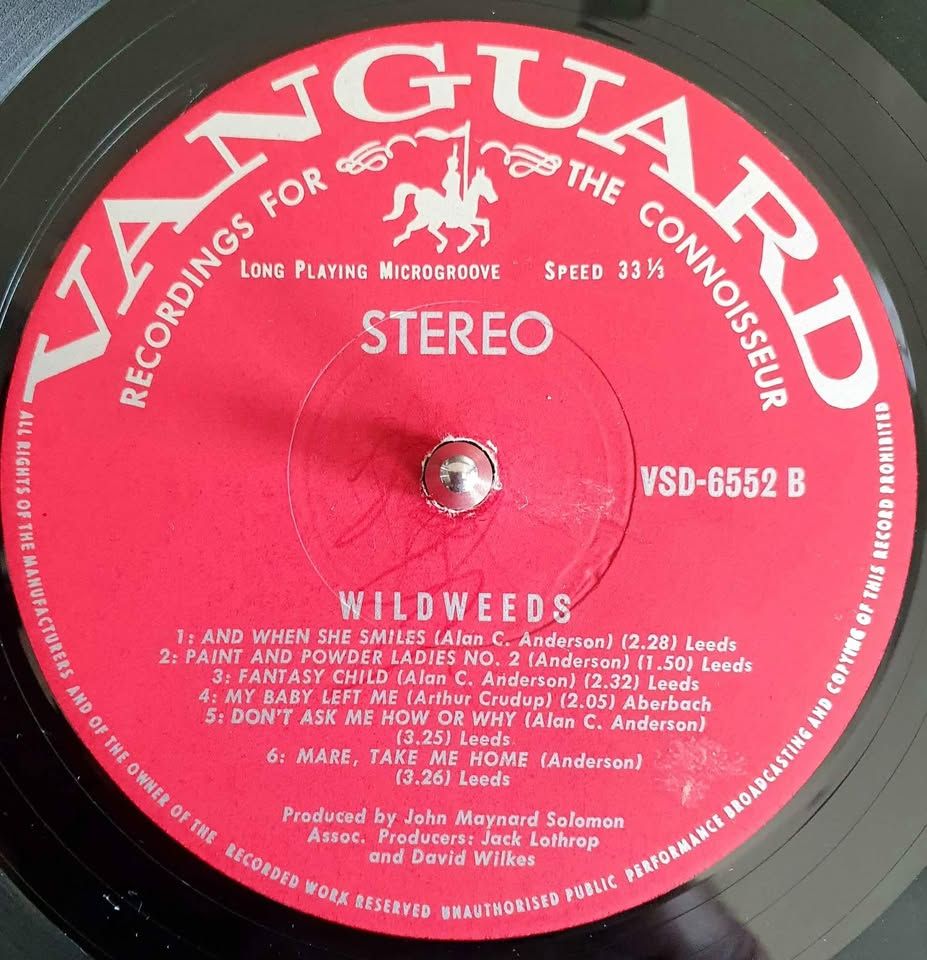 VANGUARD
RECORDINGS FOR THE CONNOISSEUR
LONG PLAYING MICROGROOVE SPEED 33 ⅓
STEREO
VSD-6552 B
WILDWEEDS
1: AND WHEN SHE SMILES (Alan C. Anderson) (2.28) Leeds
2: PAINT AND POWDER LADIES NO. 2 (Anderson) (1.50) Leeds
3: FANTASY CHILD (Alan C. Anderson) (2.32) Leeds
4: MY BABY LEFT ME (Arthur Crudup) (2.05) Aberbach
5: DON'T ASK ME HOW OR WHY (Alan C. Anderson)
(3.25) Leeds
6: MARE, TAKE ME HOME (Anderson)
(3.26) Leeds
Produced by John Maynard Solomon
Assoc. Producers: Jack Lothrop
and David Wilkes
ALL RIGHTS OF THE MANUFACTURERS AND OF THE OWNER OF THE RECORDED WORK RESERVED UNAUTHORISED PUBLIC PERFORMANCE BROADCASTING AND COPYING OF THIS RECORD PROHIBITED